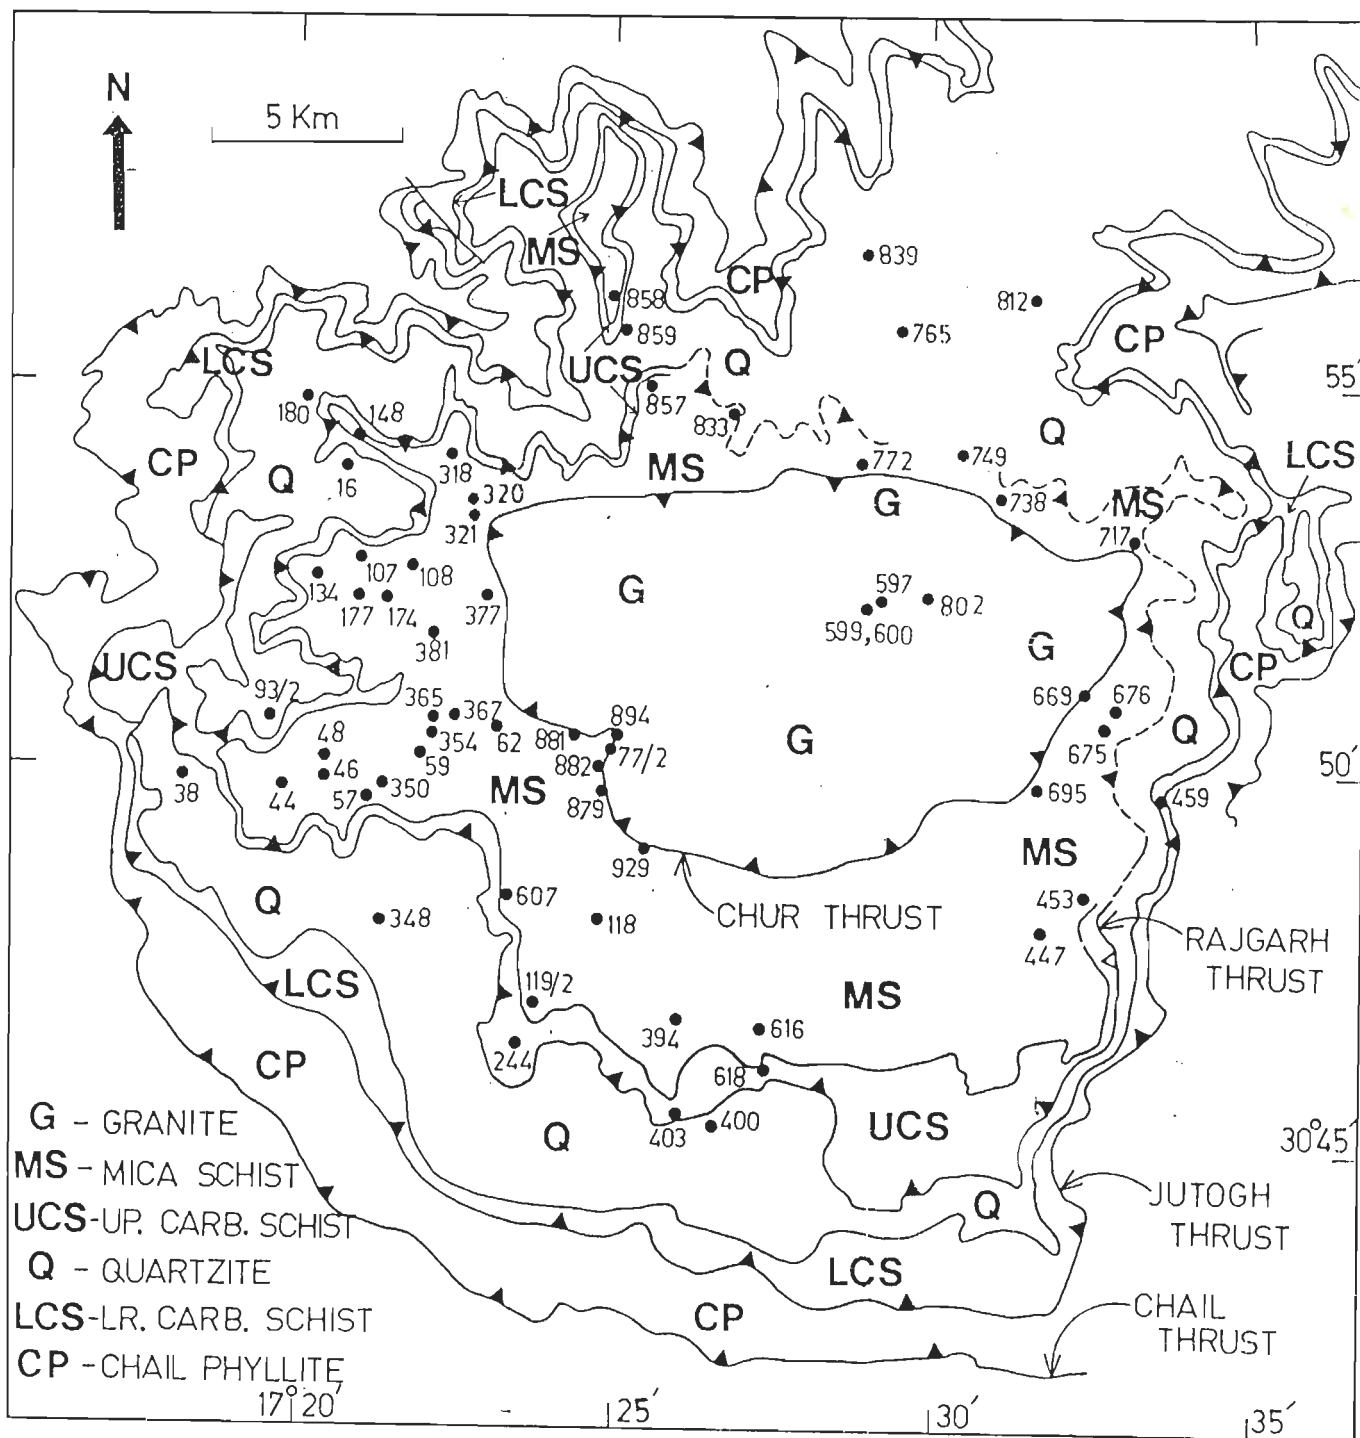 N
5 Km
LCS
MS
CP
839
858
812
859
765
Q
CP
LCS
UCS
55′
857
180
148
833
Q
CP
318
MS
772
749
LCS
Q
16
320
G
738
MS
321
717
107
108
G
597
802
134
177
174
377
599,600
Q
381
G
CP
UCS
669
676
93/2
365
367
894
Q
48
354
62
881
G
675
77/2
46
59
882
50′
38
44
350
MS
695
459
57
879
MS
929
Q
607
453
348
118
CHUR THRUST
447
RAJGARH
THRUST
LCS
119/2
MS
394
616
CP
244
618
G - GRANITE
403
400
UCS
Q
30°45′
MS - MICA SCHIST
Q
JUTOGH
THRUST
UCS-UP. CARB. SCHIST
Q - QUARTZITE
LCS
LCS-LR. CARB. SCHIST
CP
CHAIL
THRUST
CP - CHAIL PHYLLITE
17°20′
25′
30′
35′